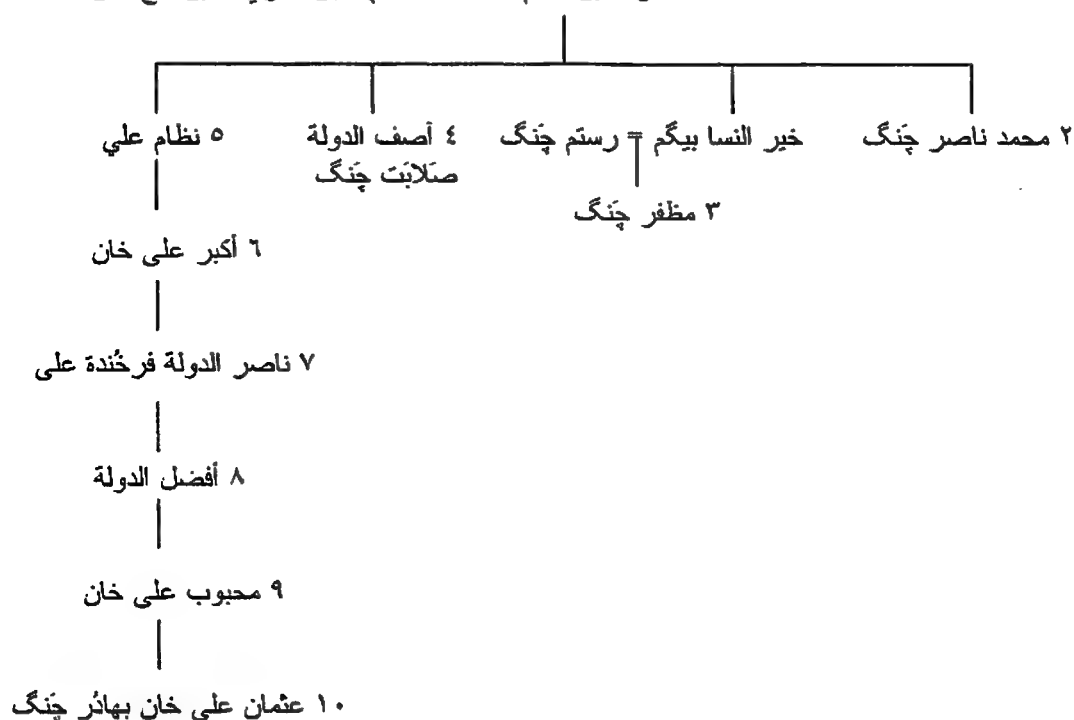 ٢ محمد ناصر چَنگ
خير النسا بيگم = رستم چَنگ
٤ أصف الدولة
صَلابَت چَنگ
٥ نظام علي
٣ مظفر چَنگ
٦ أكبر على خان
٧ ناصر الدولة فرخُندة على
٨ أفضل الدولة
٩ محبوب على خان
١٠ عثمان على خان بهادُر چَنگ